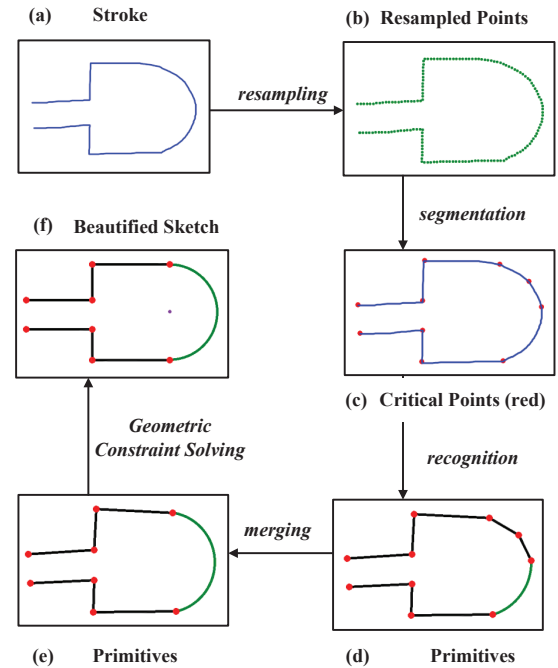 (a) Stroke
(b) Resampled Points
resampling
segmentation
(f) Beautified Sketch
(c) Critical Points (red)
Geometric
Constraint Solving
recognition
merging
(e) Primitives
(d) Primitives